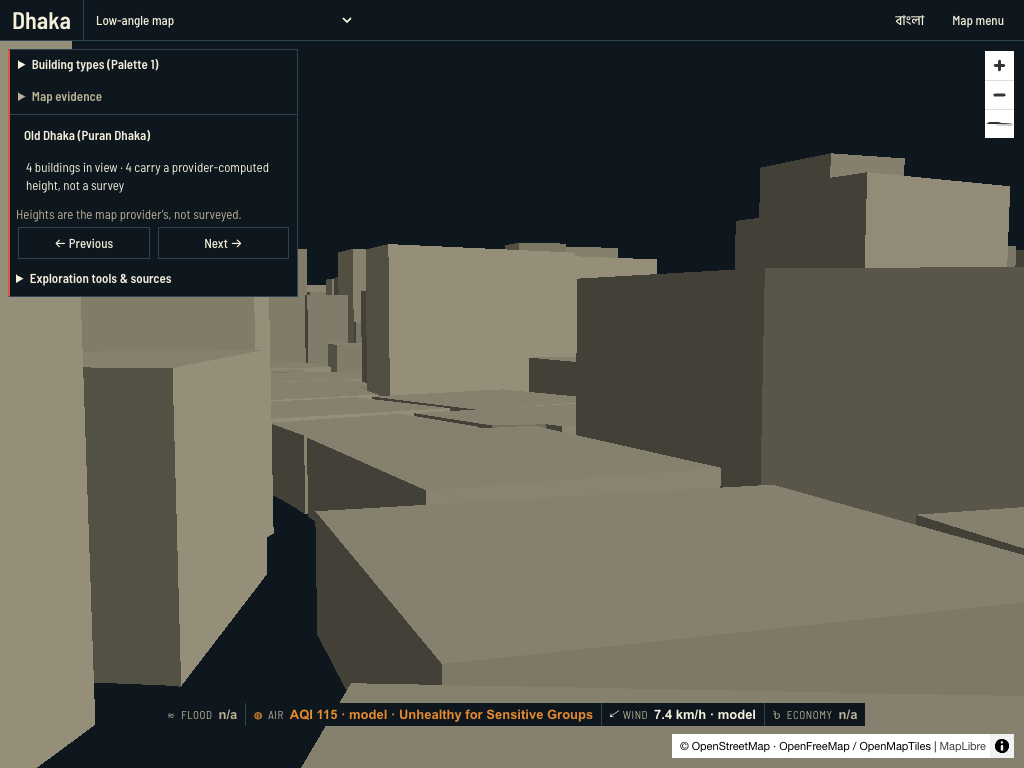 Dhaka
Low-angle map
বাংলা
Map menu
Building types (Palette 1)
Map evidence
Old Dhaka (Puran Dhaka)
4 buildings in view · 4 carry a provider-computed
height, not a survey
Heights are the map provider's, not surveyed.
← Previous
Next →
Exploration tools & sources
≈ FLOOD n/a
AIR AQI 115 · model · Unhealthy for Sensitive Groups
WIND 7.4 km/h · model
৳ ECONOMY n/a
© OpenStreetMap · OpenFreeMap / OpenMapTiles | MapLibre